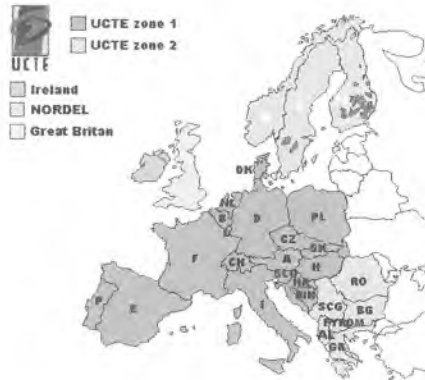 UCTE
UCTE zone 1
UCTE zone 2
Ireland
NORDEL
Great Britan
DK
NL
B
D
PL
CZ
SK
F
CH
A
H
SLO
HR
BIH
RO
P
E
I
SCG
BG
FYROM
AL
GR